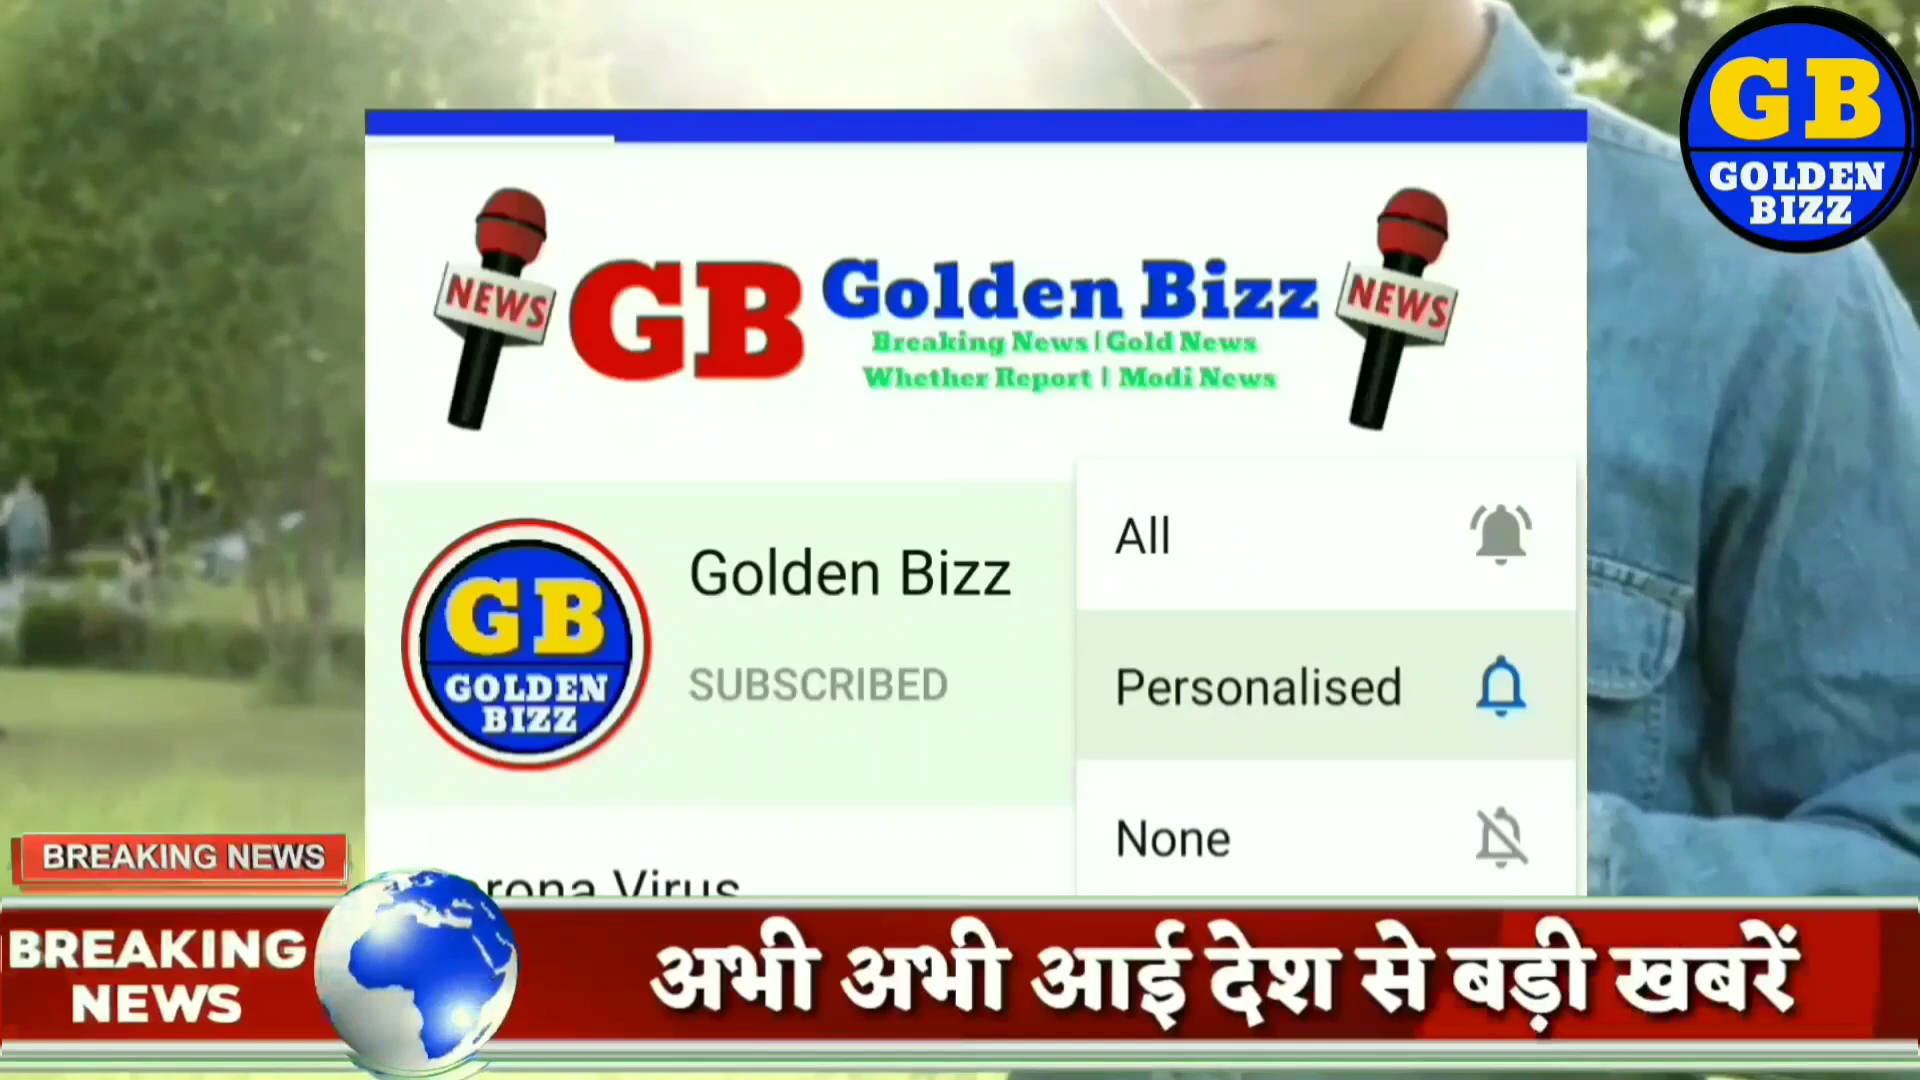 GB
GOLDEN
BIZZ
NEWS
GB
Golden Bizz
Breaking News | Gold News
Whether Report | Modi News
NEWS
GB
GOLDEN
BIZZ
Golden Bizz
SUBSCRIBED
All
Personalised
None
Virus
BREAKING NEWS
BREAKING
NEWS
अभी अभी आई देश से बड़ी खबरें